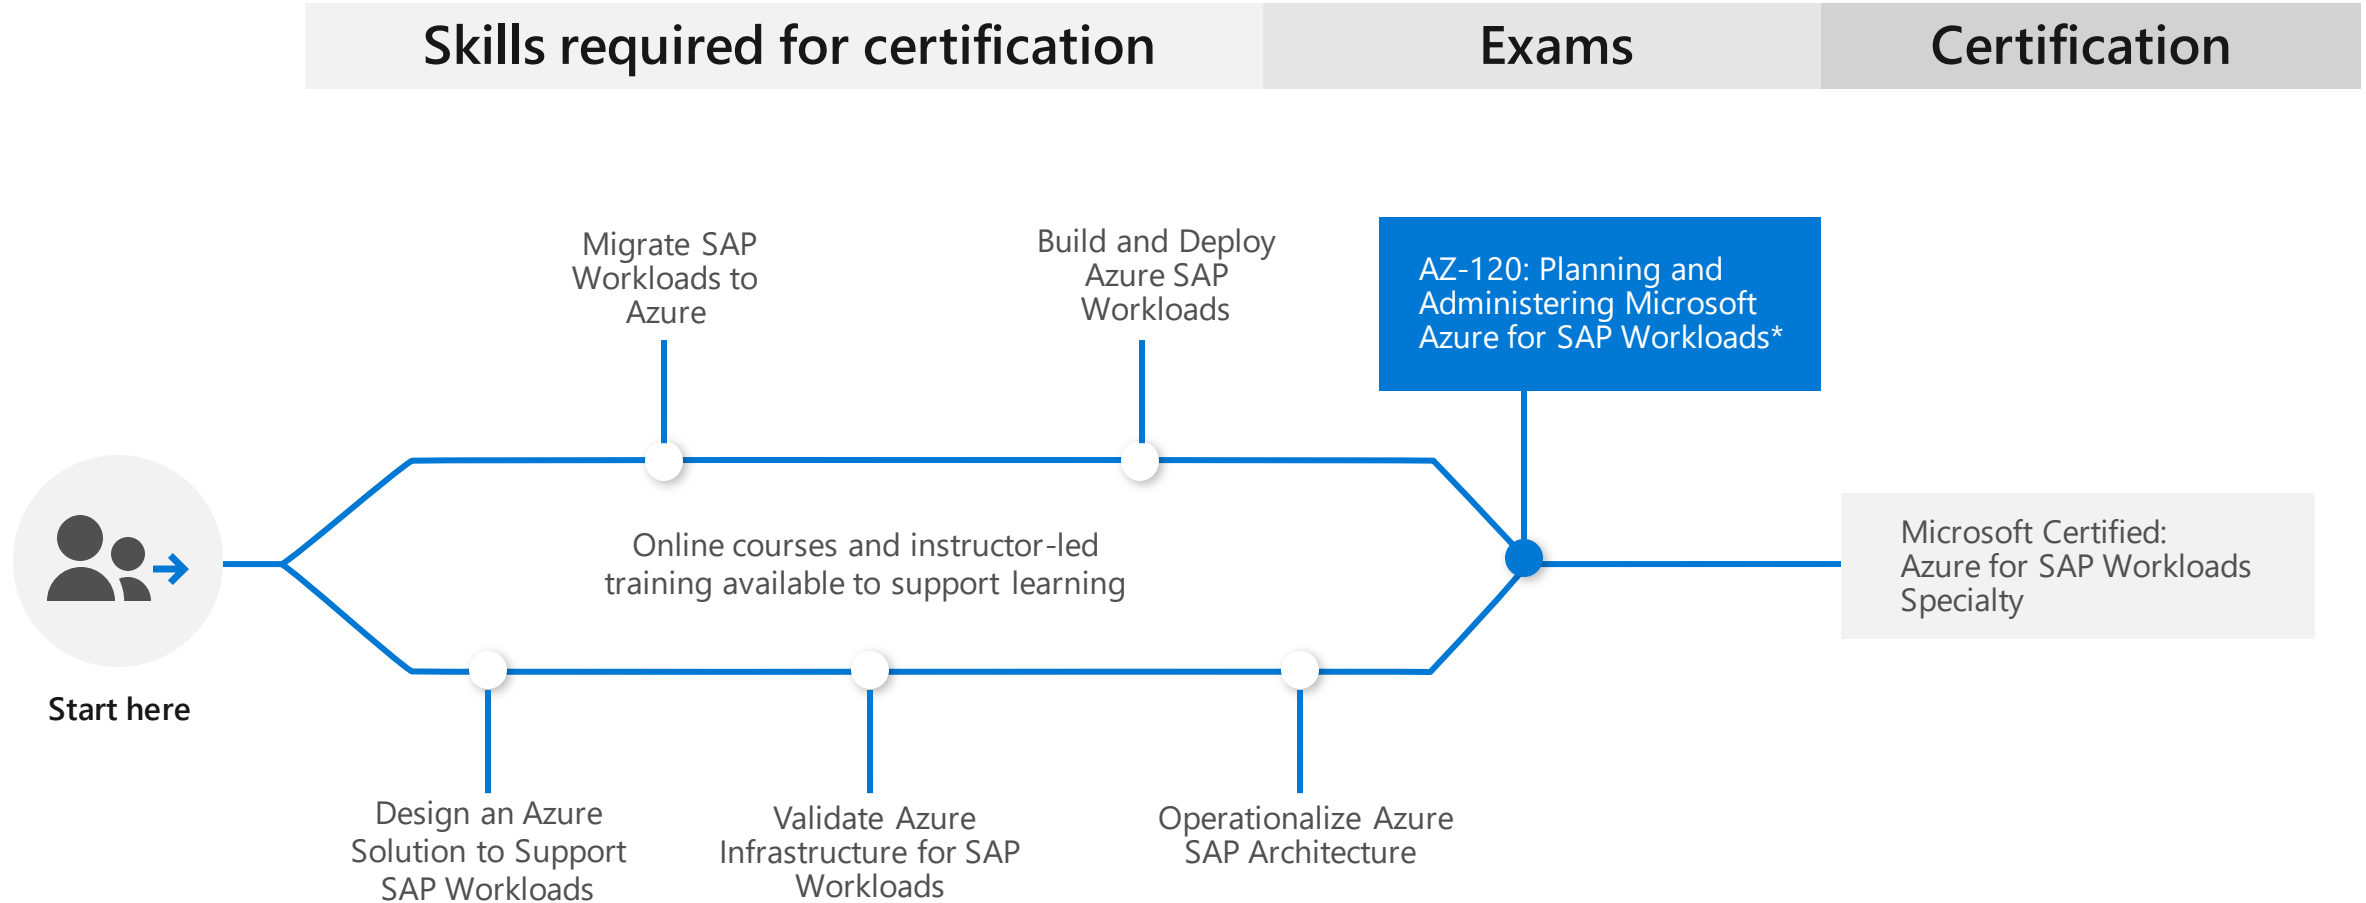 Skills required for certification
Exams
Certification
Migrate SAP
Workloads to
Azure
Build and Deploy
Azure SAP
Workloads
AZ-120: Planning and
Administering Microsoft
Azure for SAP Workloads*
Online courses and instructor-led
training available to support learning
Microsoft Certified:
Azure for SAP Workloads
Specialty
Start here
Design an Azure
Solution to Support
SAP Workloads
Validate Azure
Infrastructure for SAP
Workloads
Operationalize Azure
SAP Architecture